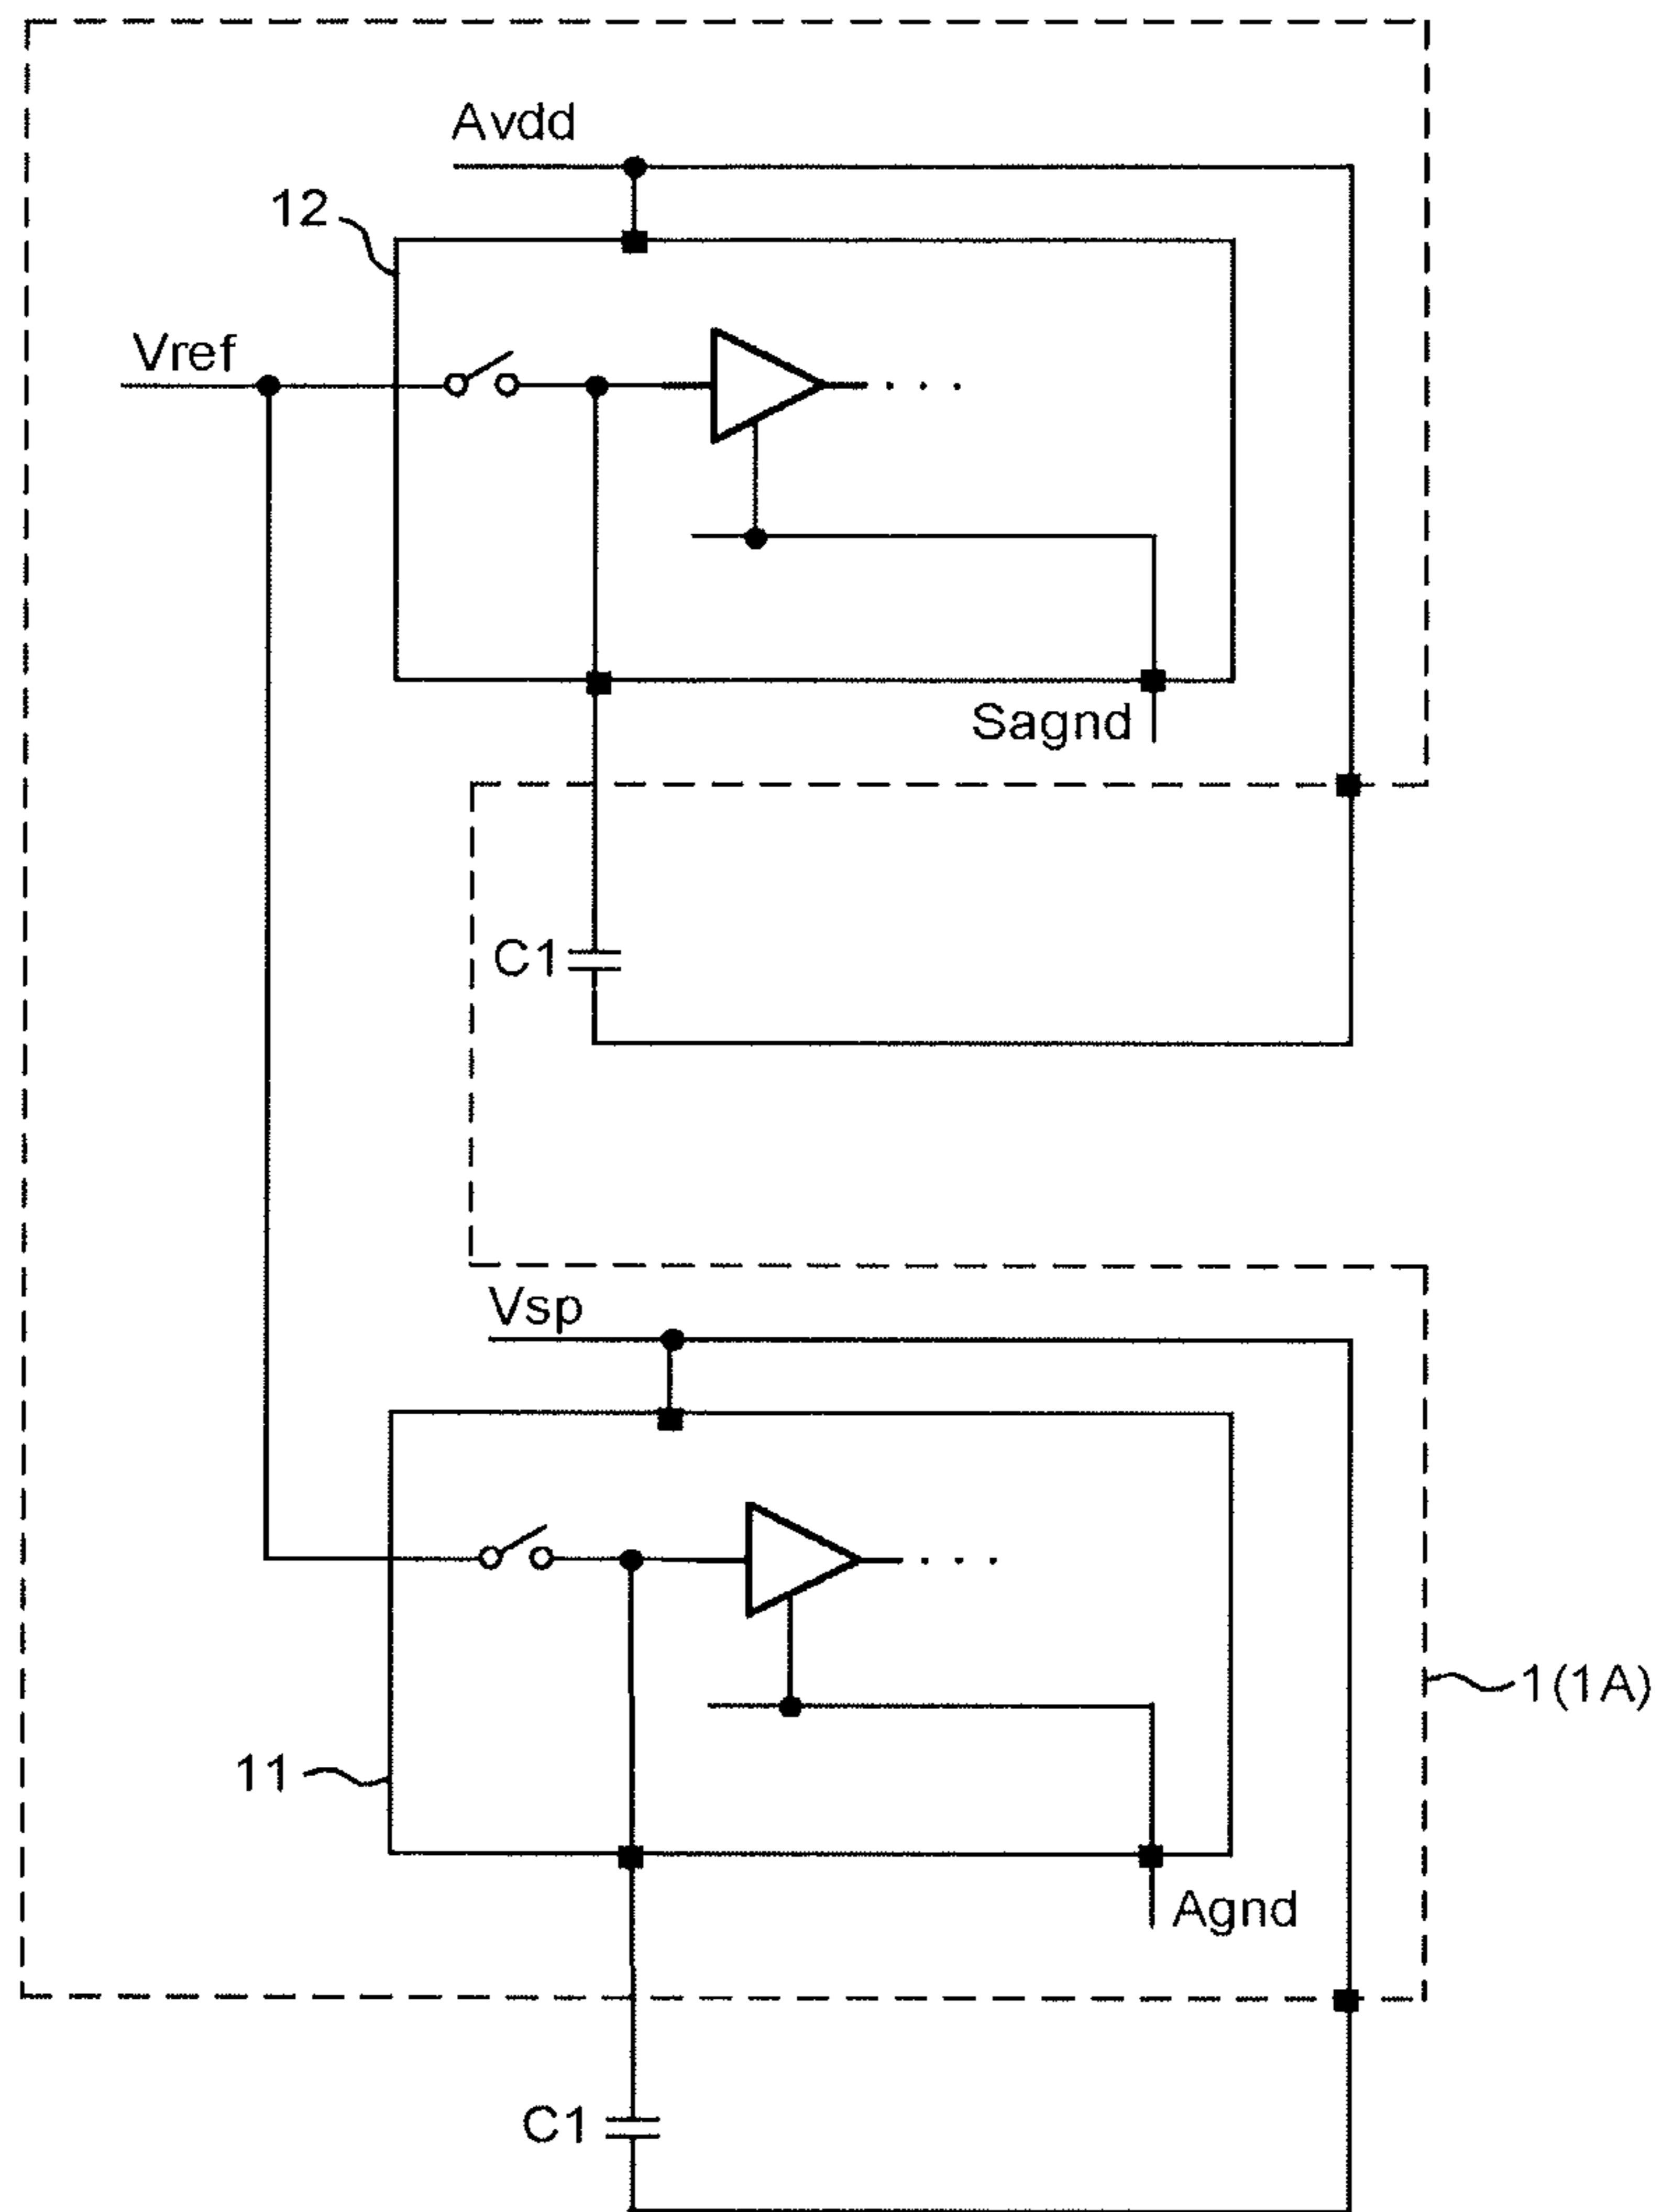 Avdd
12
Vref
Sagnd
C1
Vsp
1(1A)
11
Agnd
C1